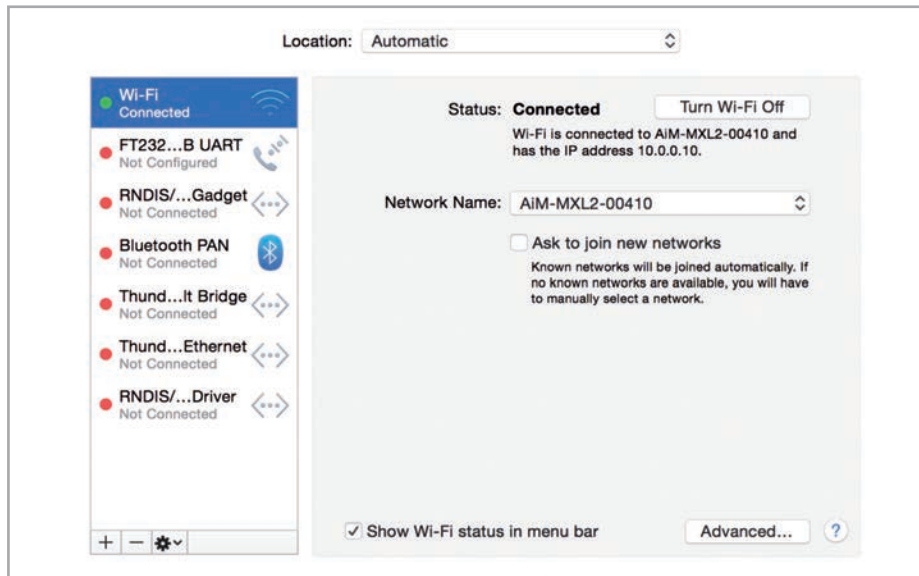 Location: Automatic
Wi-Fi
Connected
FT232...B UART
Not Configured
RNDIS/...Gadget
Not Connected
Bluetooth PAN
Not Connected
Thund...lt Bridge
Not Connected
Thund...Ethernet
Not Connected
RNDIS/...Driver
Not Connected
Status: Connected
Turn Wi-Fi Off
Wi-Fi is connected to AiM-MXL2-00410 and
has the IP address 10.0.0.10.
Network Name: AiM-MXL2-00410
Ask to join new networks
Known networks will be joined automatically. If
no known networks are available, you will have
to manually select a network.
Show Wi-Fi status in menu bar
Advanced...
?